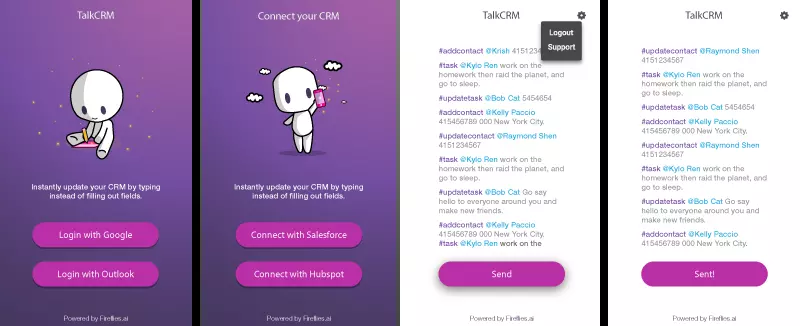 TalkCRM
Instantly update your CRM by typing
instead of filling out fields.
Login with Google
Login with Outlook
Powered by Fireflies.ai
Connect your CRM
Instantly update your CRM by typing
instead of filling out fields.
Connect with Salesforce
Connect with Hubspot
Powered by Fireflies.ai
TalkCRM
Logout
Support
#addcontact @Krish 4151234
#task @Kylo Ren work on the
homework then raid the planet, and
go to sleep.
#updatetask @Bob Cat 5454654
#addcontact @Kelly Paccio
415456789 000 New York City.
#updatecontact @Raymond Shen
4151234567
#task @Kylo Ren work on the
homework then raid the planet, and
go to sleep.
#updatetask @Bob Cat Go say
hello to everyone around you and
make new friends.
#addcontact @Kelly Paccio
415456789 000 New York City.
#task @Kylo Ren work on the
Send
Powered by Fireflies.ai
TalkCRM
#updatecontact @Raymond Shen
4151234567
#task @Kylo Ren work on the
homework then raid the planet, and
go to sleep.
#updatetask @Bob Cat 5454654
#addcontact @Kelly Paccio
415456789 000 New York City.
#updatecontact @Raymond Shen
4151234567
#task @Kylo Ren work on the
homework then raid the planet, and
go to sleep.
#updatetask @Bob Cat Go say
hello to everyone around you and
make new friends.
#addcontact @Kelly Paccio
415456789 000 New York City.
Sent!
Powered by Fireflies.ai